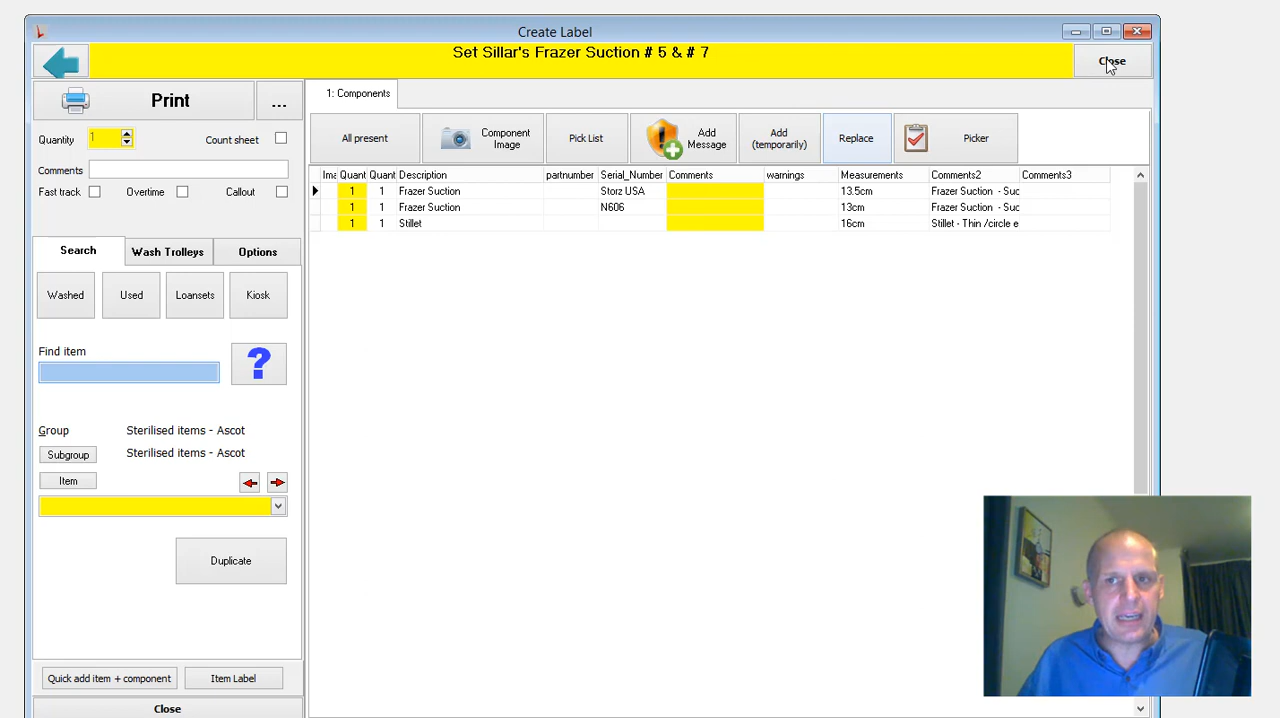 Create Label
Set Sillar's Frazer Suction # 5 & # 7
Close
Print
...
1: Components
Quantity 1
Count sheet
Comments
Fast track
Overtime
Callout
All present
Component Image
Pick List
Add Message
Add (temporarily)
Replace
Picker
Ima Quant Quant Description partnumber Serial_Number Comments warnings Measurements Comments2 Comments3
1 1 Frazer Suction Storz USA 13.5cm Frazer Suction - Suc
1 1 Frazer Suction N606 13cm Frazer Suction - Suc
1 1 Stillet 16cm Stillet - Thin /circle e
Search
Wash Trolleys
Options
Washed
Used
Loansets
Kiosk
Find item
?
Group Sterilised items - Ascot
Subgroup Sterilised items - Ascot
Item
Duplicate
Quick add item + component
Item Label
Close